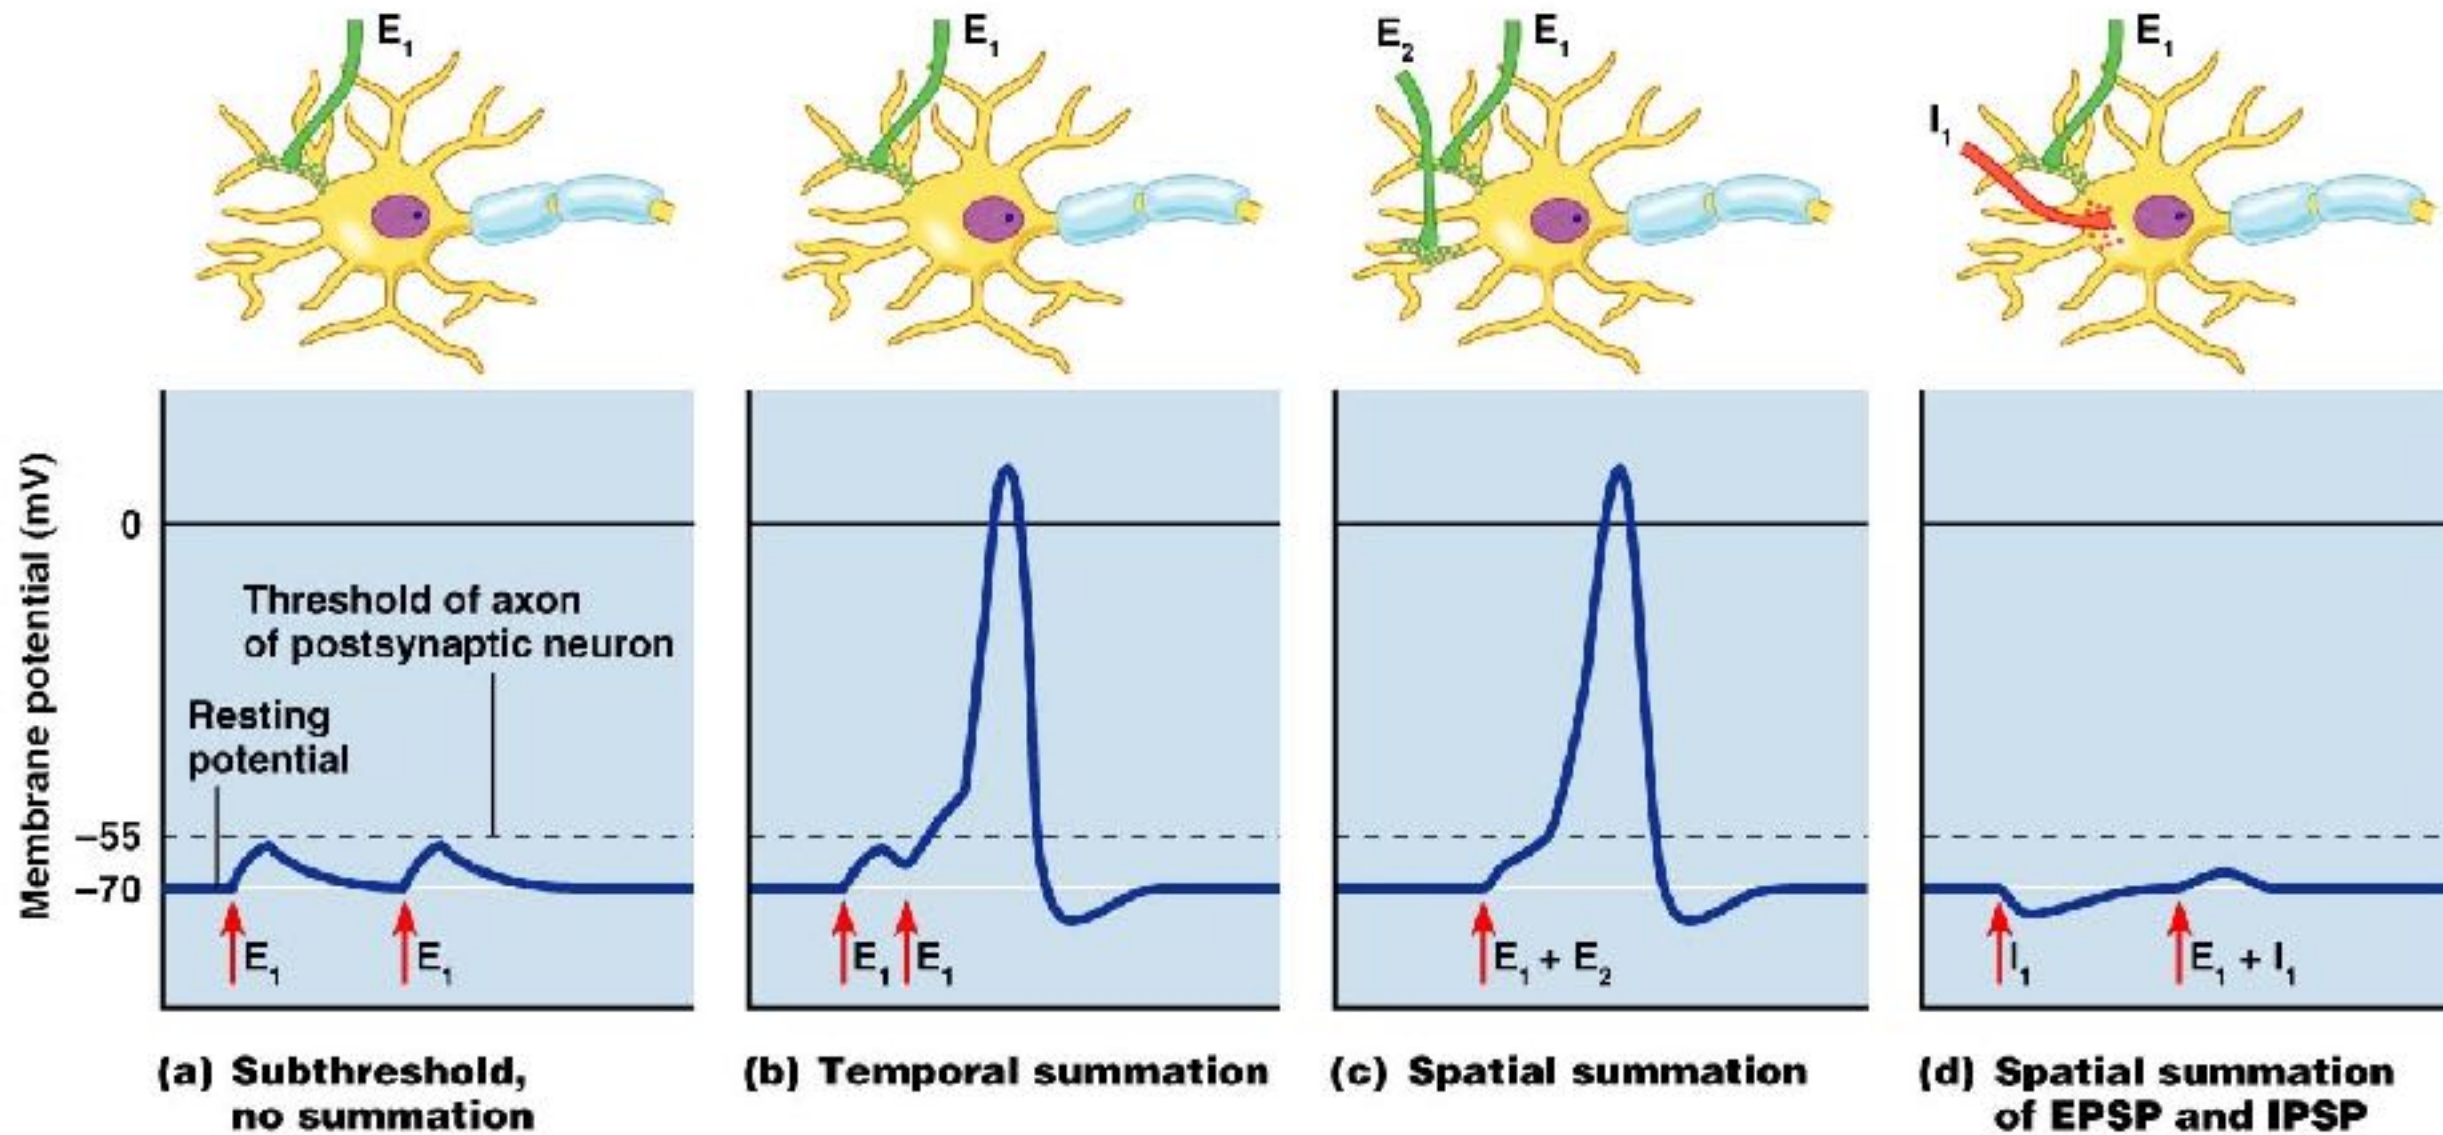 E₁
E₁
E₂
E₁
I₁
E₁
Membrane potential (mV)
0
–55
–70
Threshold of axon
of postsynaptic neuron
Resting
potential
E₁
E₁
E₁
E₁
E₁ + E₂
I₁
E₁ + I₁
(a) Subthreshold,
no summation
(b) Temporal summation
(c) Spatial summation
(d) Spatial summation
of EPSP and IPSP